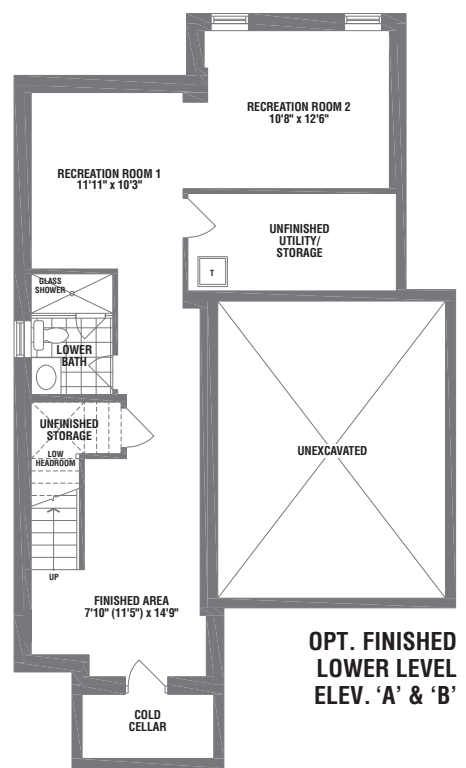 RECREATION ROOM 2
10'8" x 12'6"
RECREATION ROOM 1
11'11" x 10'3"
UNFINISHED
UTILITY/
STORAGE
T
GLASS
SHOWER
LOWER
BATH
UNFINISHED
STORAGE
LOW
HEADROOM
UNEXCAVATED
UP
FINISHED AREA
7'10" (11'5") x 14'9"
COLD
CELLAR
OPT. FINISHED
LOWER LEVEL
ELEV. ‘A’ & ‘B’